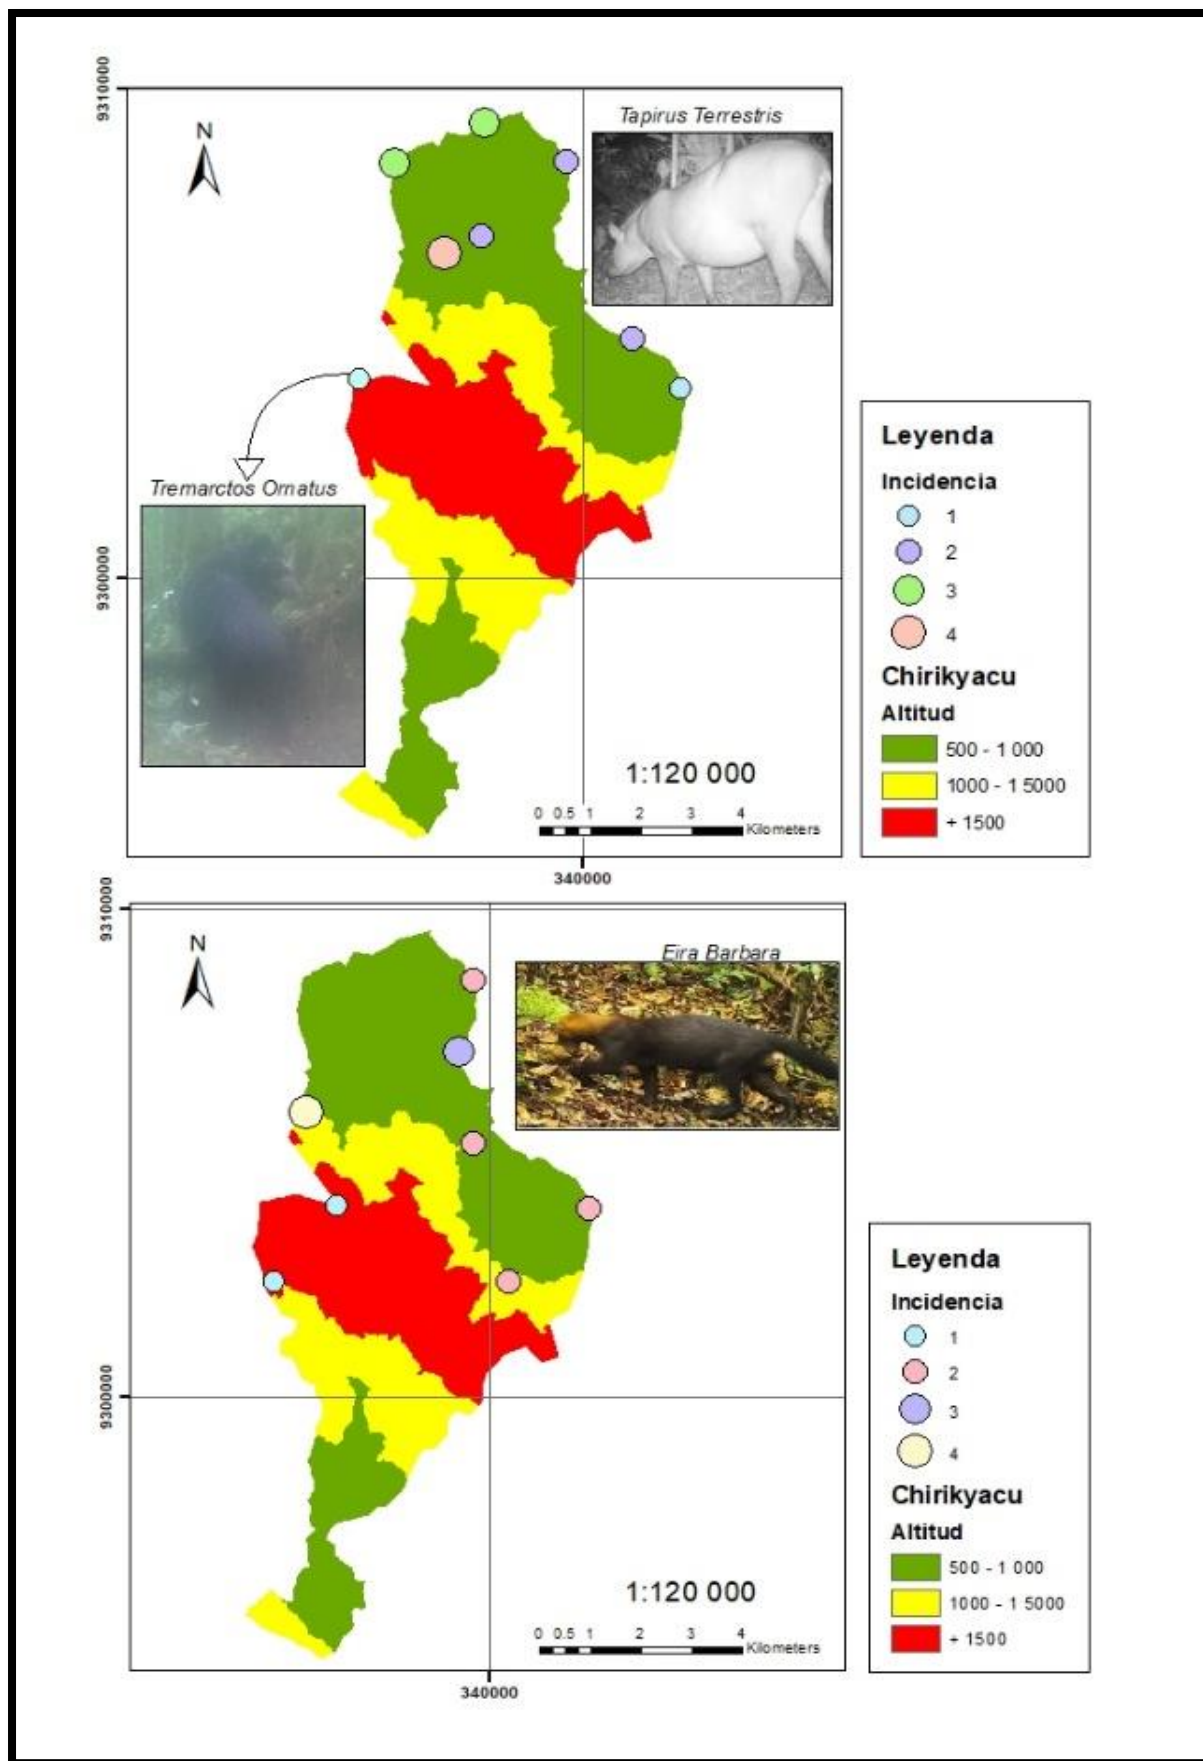 9310000
N
Tapirus Terrestris
Tremarctos Ornatus
9300000
1:120 000
0 0.5 1 2 3 4
Kilometers
340000
Leyenda
Incidencia
1
2
3
4
Chirikyacu
Altitud
500 - 1 000
1000 - 1 5000
+ 1500
9310000
N
Eira Barbara
9300000
1:120 000
0 0.5 1 2 3 4
Kilometers
340000
Leyenda
Incidencia
1
2
3
4
Chirikyacu
Altitud
500 - 1 000
1000 - 1 5000
+ 1500